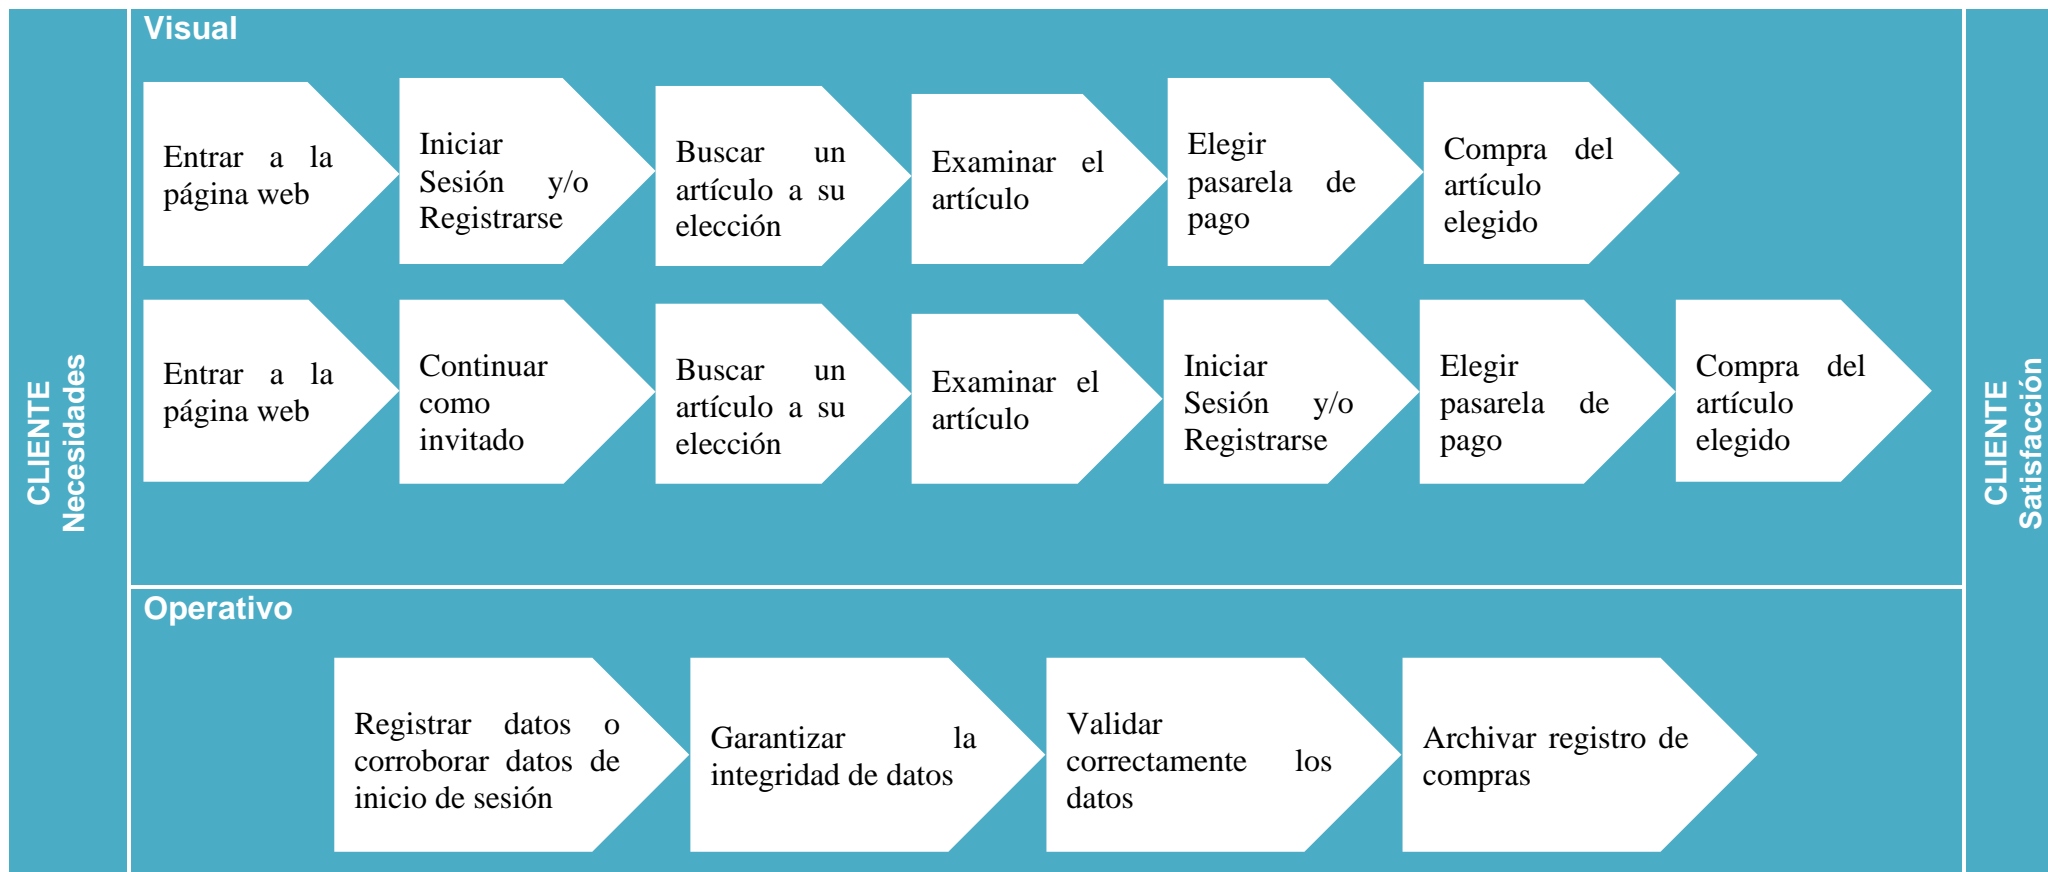 CLIENTE
Necesidades
Visual
Entrar a la
página web
Iniciar
Sesión y/o
Registrarse
Buscar un
artículo a su
elección
Examinar el
artículo
Elegir
pasarela de
pago
Compra del
artículo
elegido
Entrar a la
página web
Continuar
como
invitado
Buscar un
artículo a su
elección
Examinar el
artículo
Iniciar
Sesión y/o
Registrarse
Elegir
pasarela de
pago
Compra del
artículo
elegido
Operativo
Registrar datos o
corroborar datos de
inicio de sesión
Garantizar la
integridad de datos
Validar
correctamente los
datos
Archivar registro de
compras
CLIENTE
Satisfacción